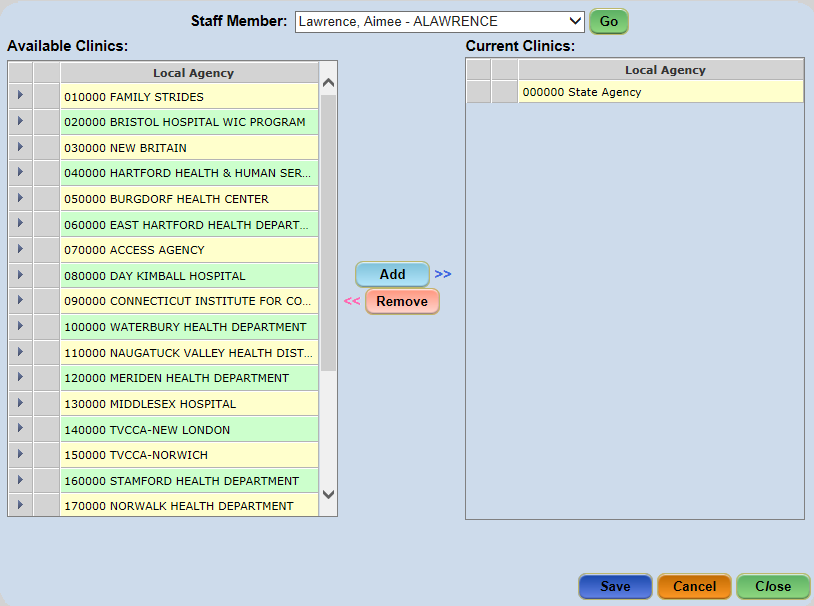 Staff Member: Lawrence, Aimee - ALAWRENCE Go
Available Clinics:
Local Agency
010000 FAMILY STRIDES
020000 BRISTOL HOSPITAL WIC PROGRAM
030000 NEW BRITAIN
040000 HARTFORD HEALTH & HUMAN SER...
050000 BURGDORF HEALTH CENTER
060000 EAST HARTFORD HEALTH DEPART...
070000 ACCESS AGENCY
080000 DAY KIMBALL HOSPITAL
090000 CONNECTICUT INSTITUTE FOR CO...
100000 WATERBURY HEALTH DEPARTMENT
110000 NAUGATUCK VALLEY HEALTH DIST...
120000 MERIDEN HEALTH DEPARTMENT
130000 MIDDLESEX HOSPITAL
140000 TVCCA-NEW LONDON
150000 TVCCA-NORWICH
160000 STAMFORD HEALTH DEPARTMENT
170000 NORWALK HEALTH DEPARTMENT
Add >>
<< Remove
Current Clinics:
Local Agency
000000 State Agency
Save Cancel Close